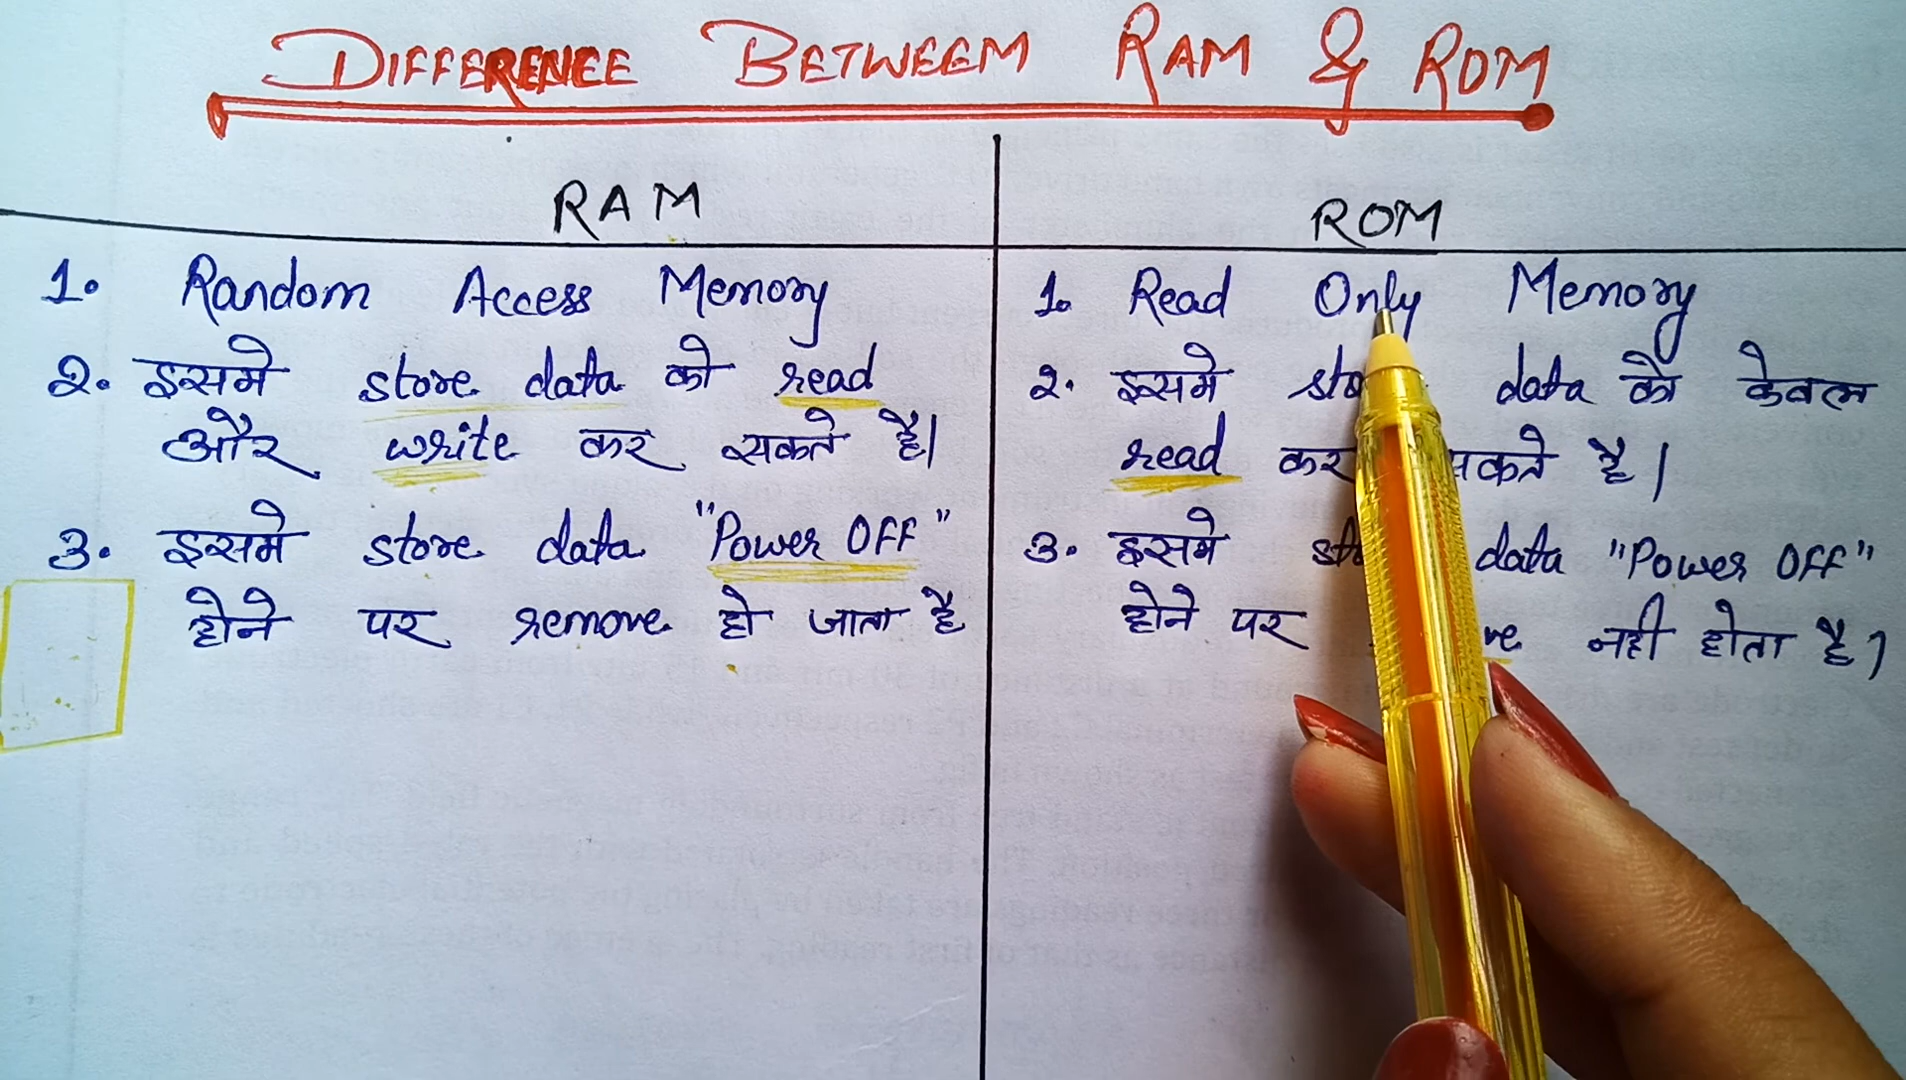 DIFFERENCE BETWEEM RAM & ROM
RAM
1. Random Access Memory
2. इसमे store data को read
और write कर सकते है।
3. इसमे store data "Power OFF"
होने पर remove हो जाता है
ROM
1. Read Only Memory
2. इसमे data को केवल
read कर सकते है।
3. इसमे data "Power OFF"
होने पर नही होता है।